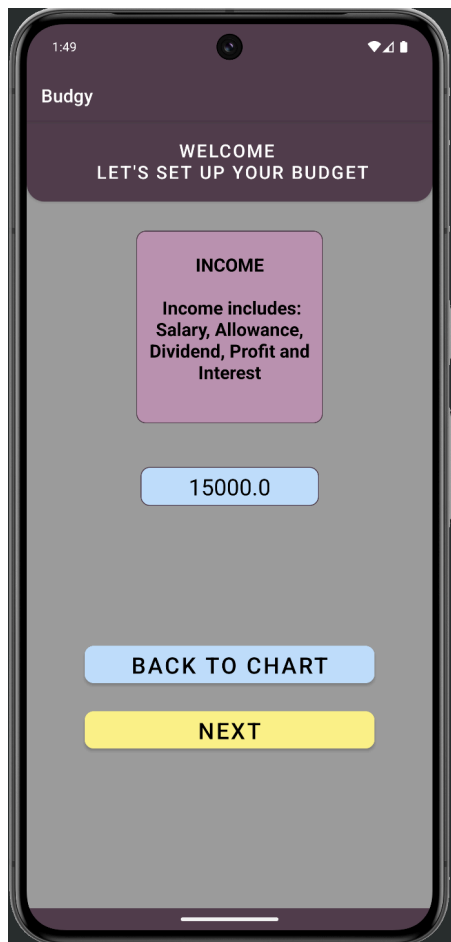 1:49
Budgy
WELCOME
LET'S SET UP YOUR BUDGET
INCOME
Income includes:
Salary, Allowance,
Dividend, Profit and
Interest
15000.0
BACK TO CHART
NEXT